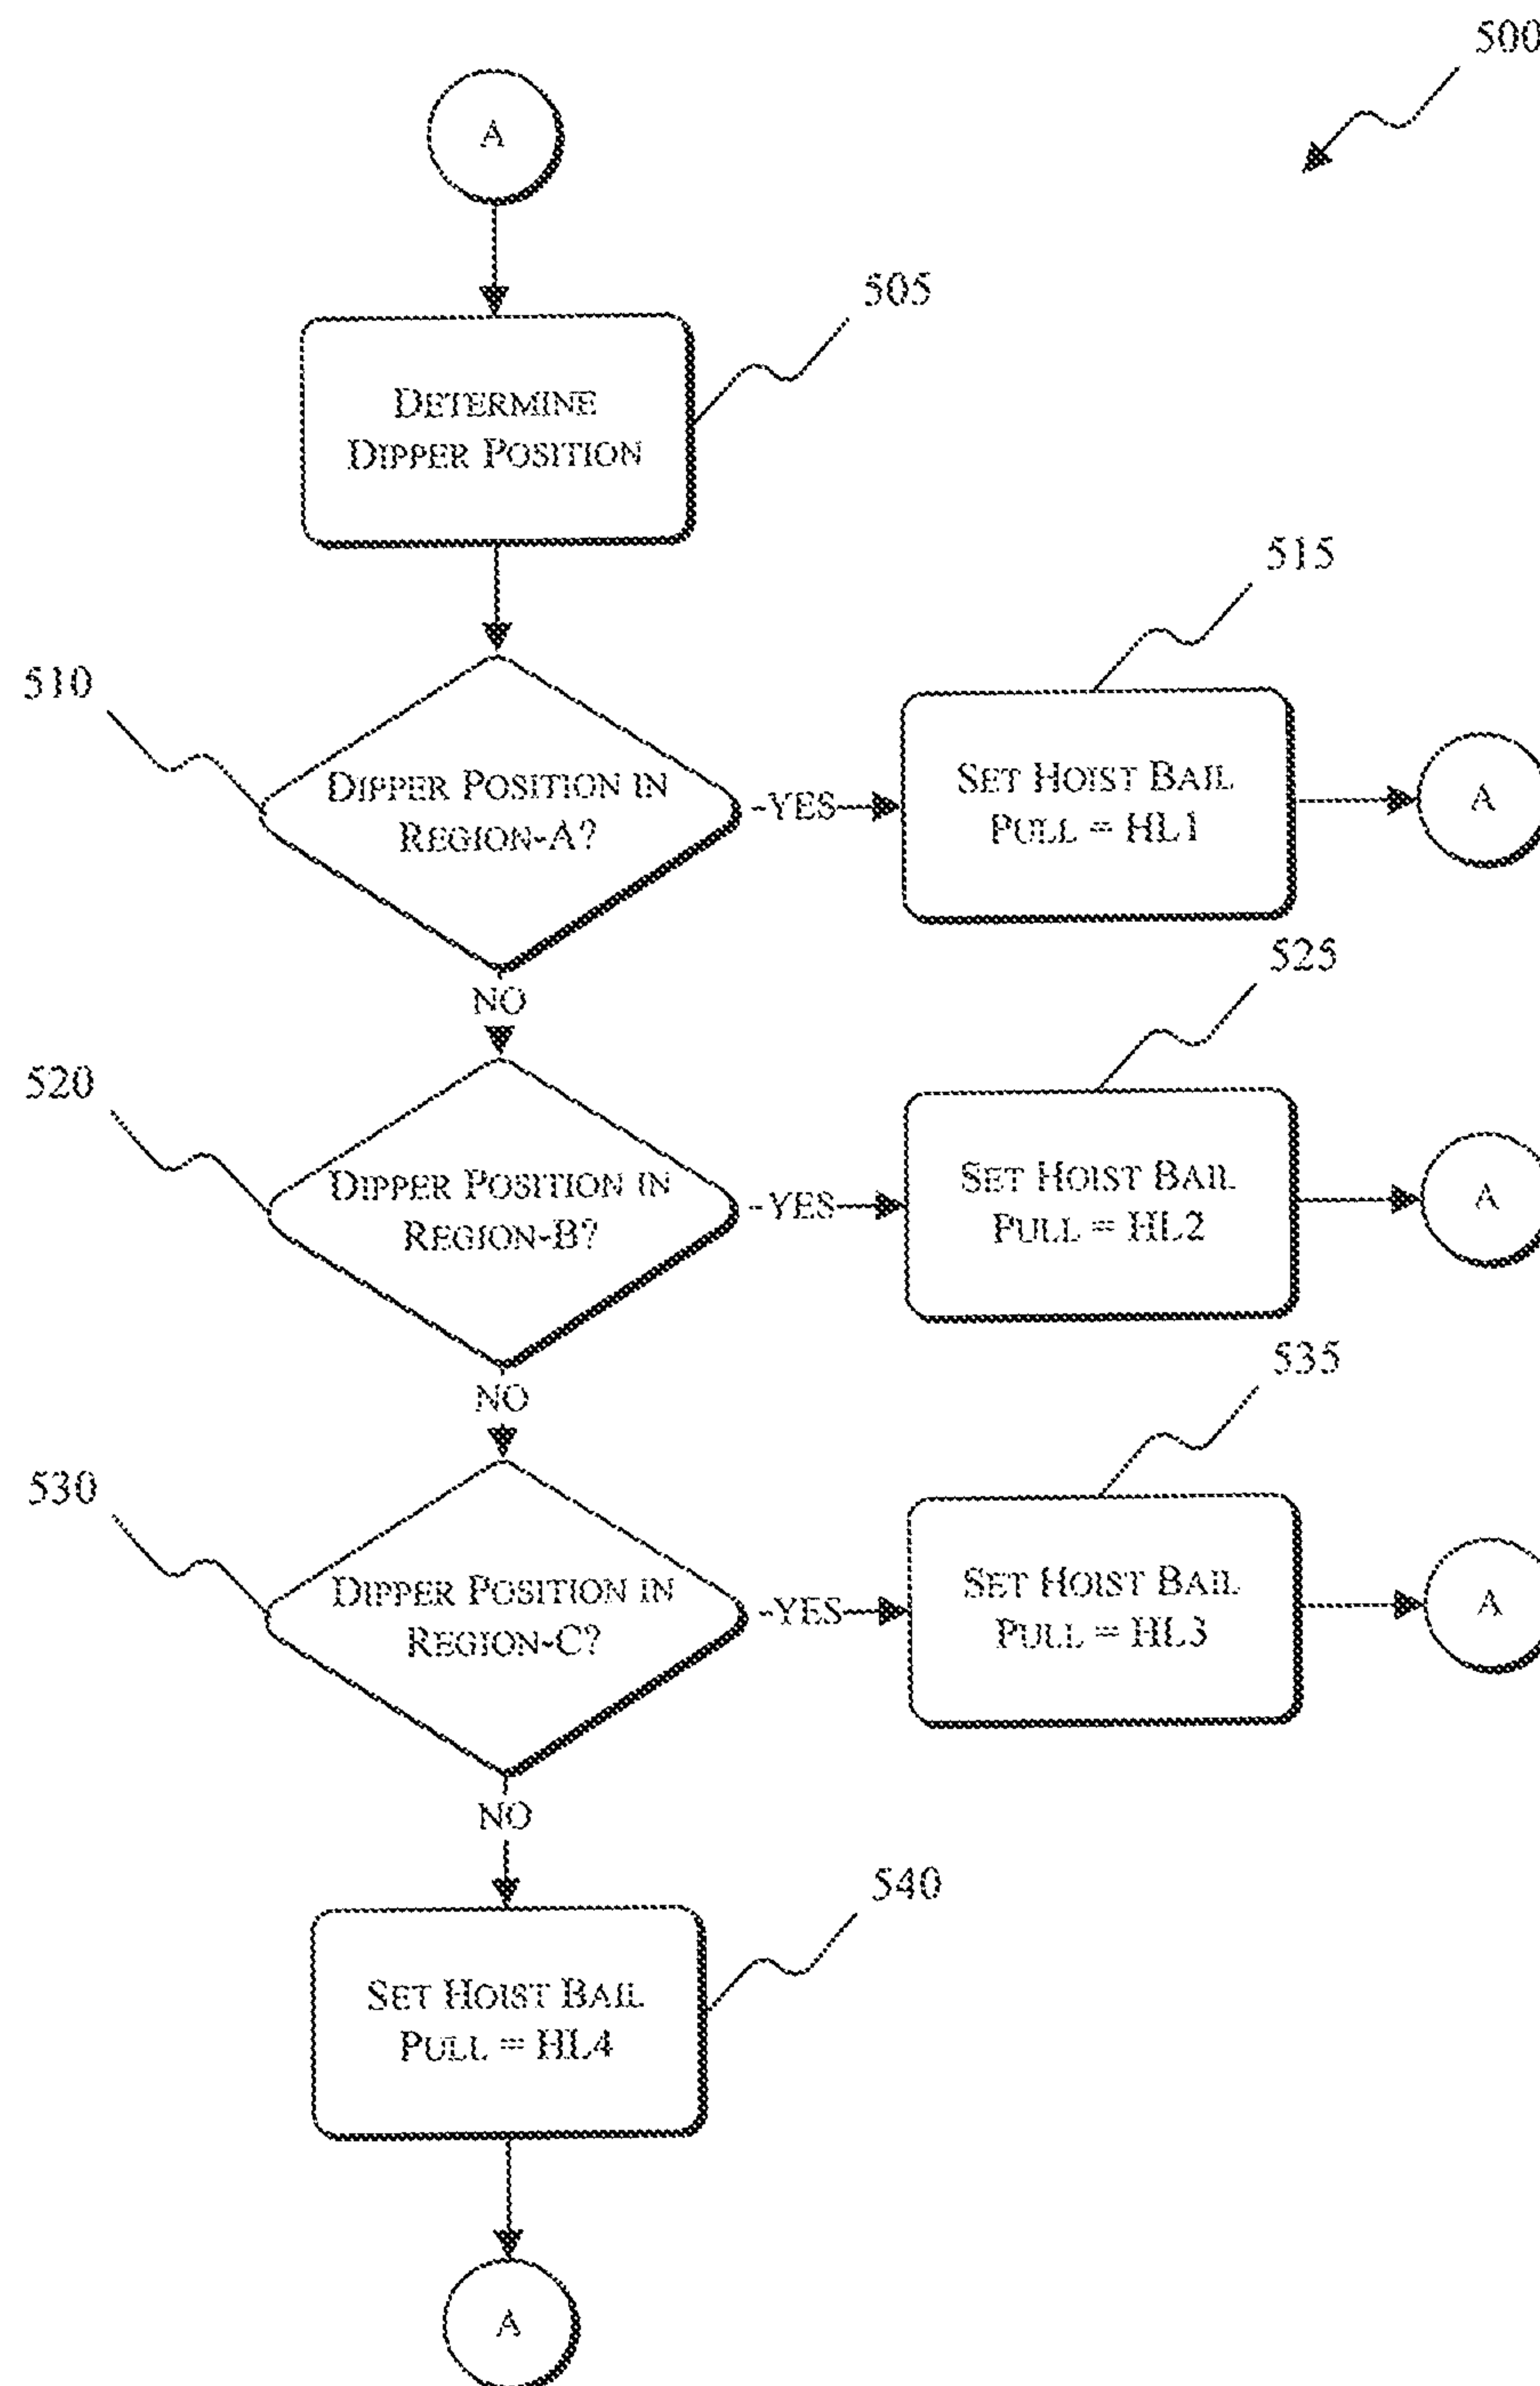 500
A
505
DETERMINE
DIPPER POSITION
515
510
DIPPER POSITION IN
REGION-A?
YES
SET HOIST BAIL
PULL = HL1
A
NO
525
520
DIPPER POSITION IN
REGION-B?
YES
SET HOIST BAIL
PULL = HL2
A
NO
535
530
DIPPER POSITION IN
REGION-C?
YES
SET HOIST BAIL
PULL = HL3
A
NO
540
SET HOIST BAIL
PULL = HL4
A